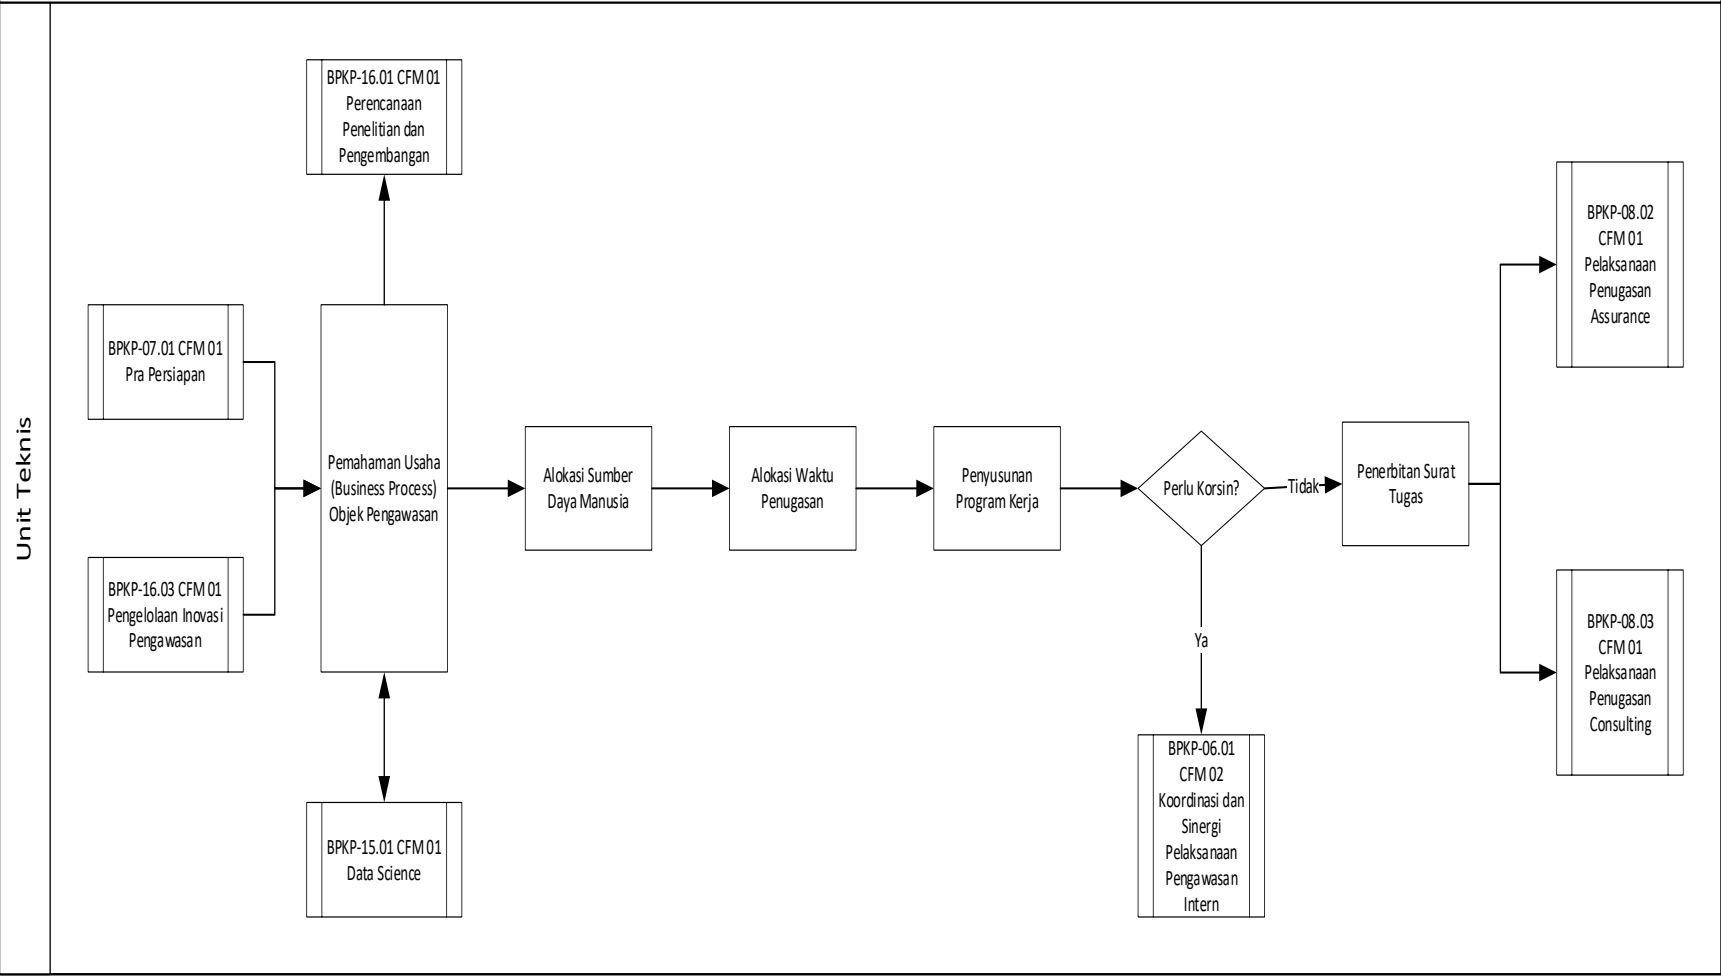 Unit Teknis
BPKP-16.01 CFM 01
Perencanaan
Penelitian dan
Pengembangan
BPKP-07.01 CFM 01
Pra Persiapan
BPKP-16.03 CFM 01
Pengelolaan Inovasi
Pengawasan
Pemahaman Usaha
(Business Process)
Objek Pengawasan
BPKP-15.01 CFM 01
Data Science
Alokasi Sumber
Daya Manusia
Alokasi Waktu
Penugasan
Penyusunan
Program Kerja
Perlu Korsin?
Tidak
Ya
BPKP-06.01
CFM 02
Koordinasi dan
Sinergi
Pelaksanaan
Pengawasan
Intern
Penerbitan Surat
Tugas
BPKP-08.02
CFM 01
Pelaksanaan
Penugasan
Assurance
BPKP-08.03
CFM 01
Pelaksanaan
Penugasan
Consulting